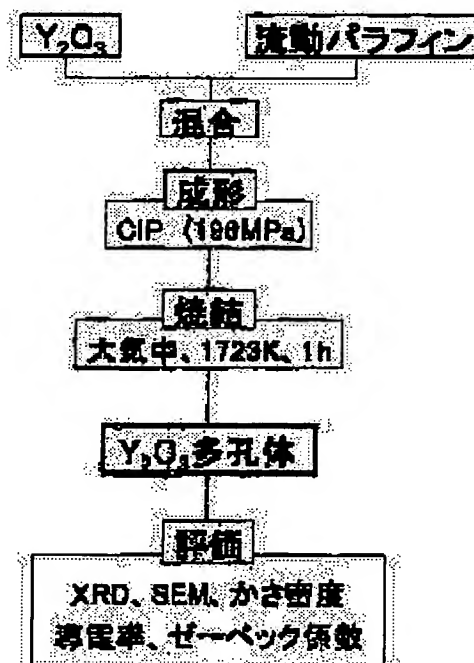 Y₂O₃
流動パラフィン
混合
成形
CIP (196MPa)
焼結
大気中、1723K、1h
Y₂O₃多孔体
評価
XRD、SEM、かさ密度
導電率、ゼーベック係数